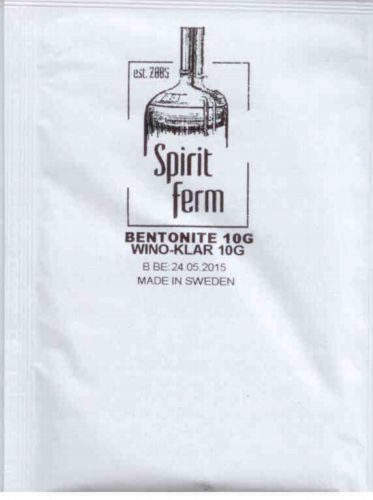 est. 2005
Spirit
ferm
BENTONITE 10G
WINO-KLAR 10G
B BE: 24.05.2015
MADE IN SWEDEN